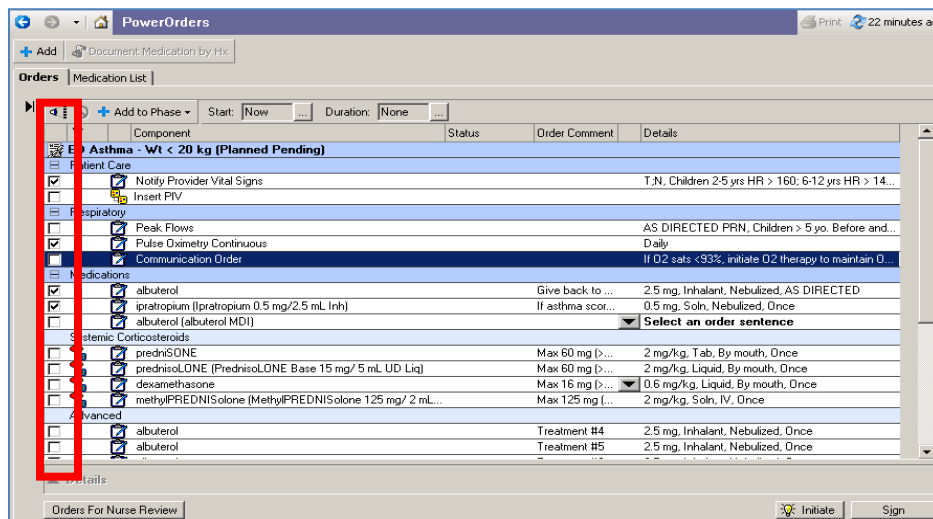 PowerOrders Print 22 minutes a
Add Document Medication by Hx
Orders Medication List
Add to Phase Start: Now ... Duration: None ...
Component Status Order Comment Details
Asthma - Wt < 20 kg (Planned Pending)
Patient Care
Notify Provider Vital Signs T;N, Children 2-5 yrs HR > 160; 6-12 yrs HR > 14...
Insert PIV
Respiratory
Peak Flows AS DIRECTED PRN, Children > 5 yo. Before and...
Pulse Oximetry Continuous Daily
Communication Order If O2 sats <93%, initiate O2 therapy to maintain O...
Medications
albuterol Give back to ... 2.5 mg, Inhalant, Nebulized, AS DIRECTED
ipratropium (Ipratropium 0.5 mg/2.5 mL Inh) If asthma scor... 0.5 mg, Soln, Nebulized, Once
albuterol (albuterol MDI) Select an order sentence
Systemic Corticosteroids
predniSONE Max 60 mg (>... 2 mg/kg, Tab, By mouth, Once
prednisoLONE (PrednisoLONE Base 15 mg/ 5 mL UD Liq) Max 60 mg (>... 2 mg/kg, Liquid, By mouth, Once
dexamethasone Max 16 mg (>... 0.6 mg/kg, Liquid, By mouth, Once
methylPREDNISolone (MethylPREDNISolone 125 mg/ 2 mL... Max 125 mg (... 2 mg/kg, Soln, IV, Once
Advanced
albuterol Treatment #4 2.5 mg, Inhalant, Nebulized, Once
albuterol Treatment #5 2.5 mg, Inhalant, Nebulized, Once
Details
Orders For Nurse Review Initiate Sign